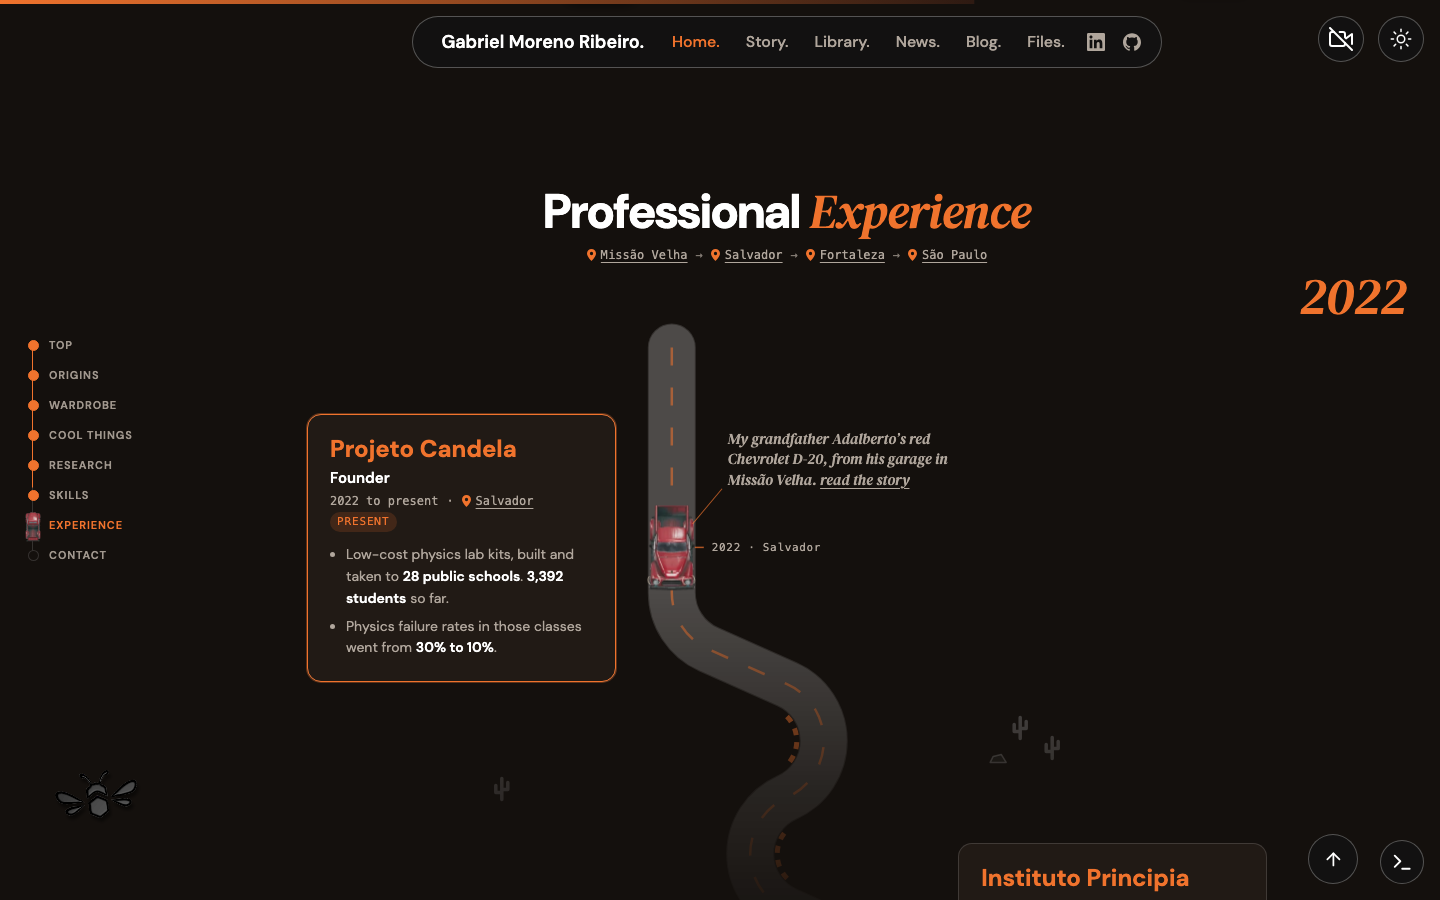 Gabriel Moreno Ribeiro. Home. Story. Library. News. Blog. Files.
Professional Experience
Missão Velha → Salvador → Fortaleza → São Paulo
2022
TOP
ORIGINS
WARDROBE
COOL THINGS
RESEARCH
SKILLS
EXPERIENCE
CONTACT
Projeto Candela
Founder
2022 to present · Salvador
PRESENT
• Low-cost physics lab kits, built and
taken to 28 public schools. 3,392
students so far.
• Physics failure rates in those classes
went from 30% to 10%.
My grandfather Adalberto's red
Chevrolet D-20, from his garage in
Missão Velha. read the story
2022 · Salvador
Instituto Principia